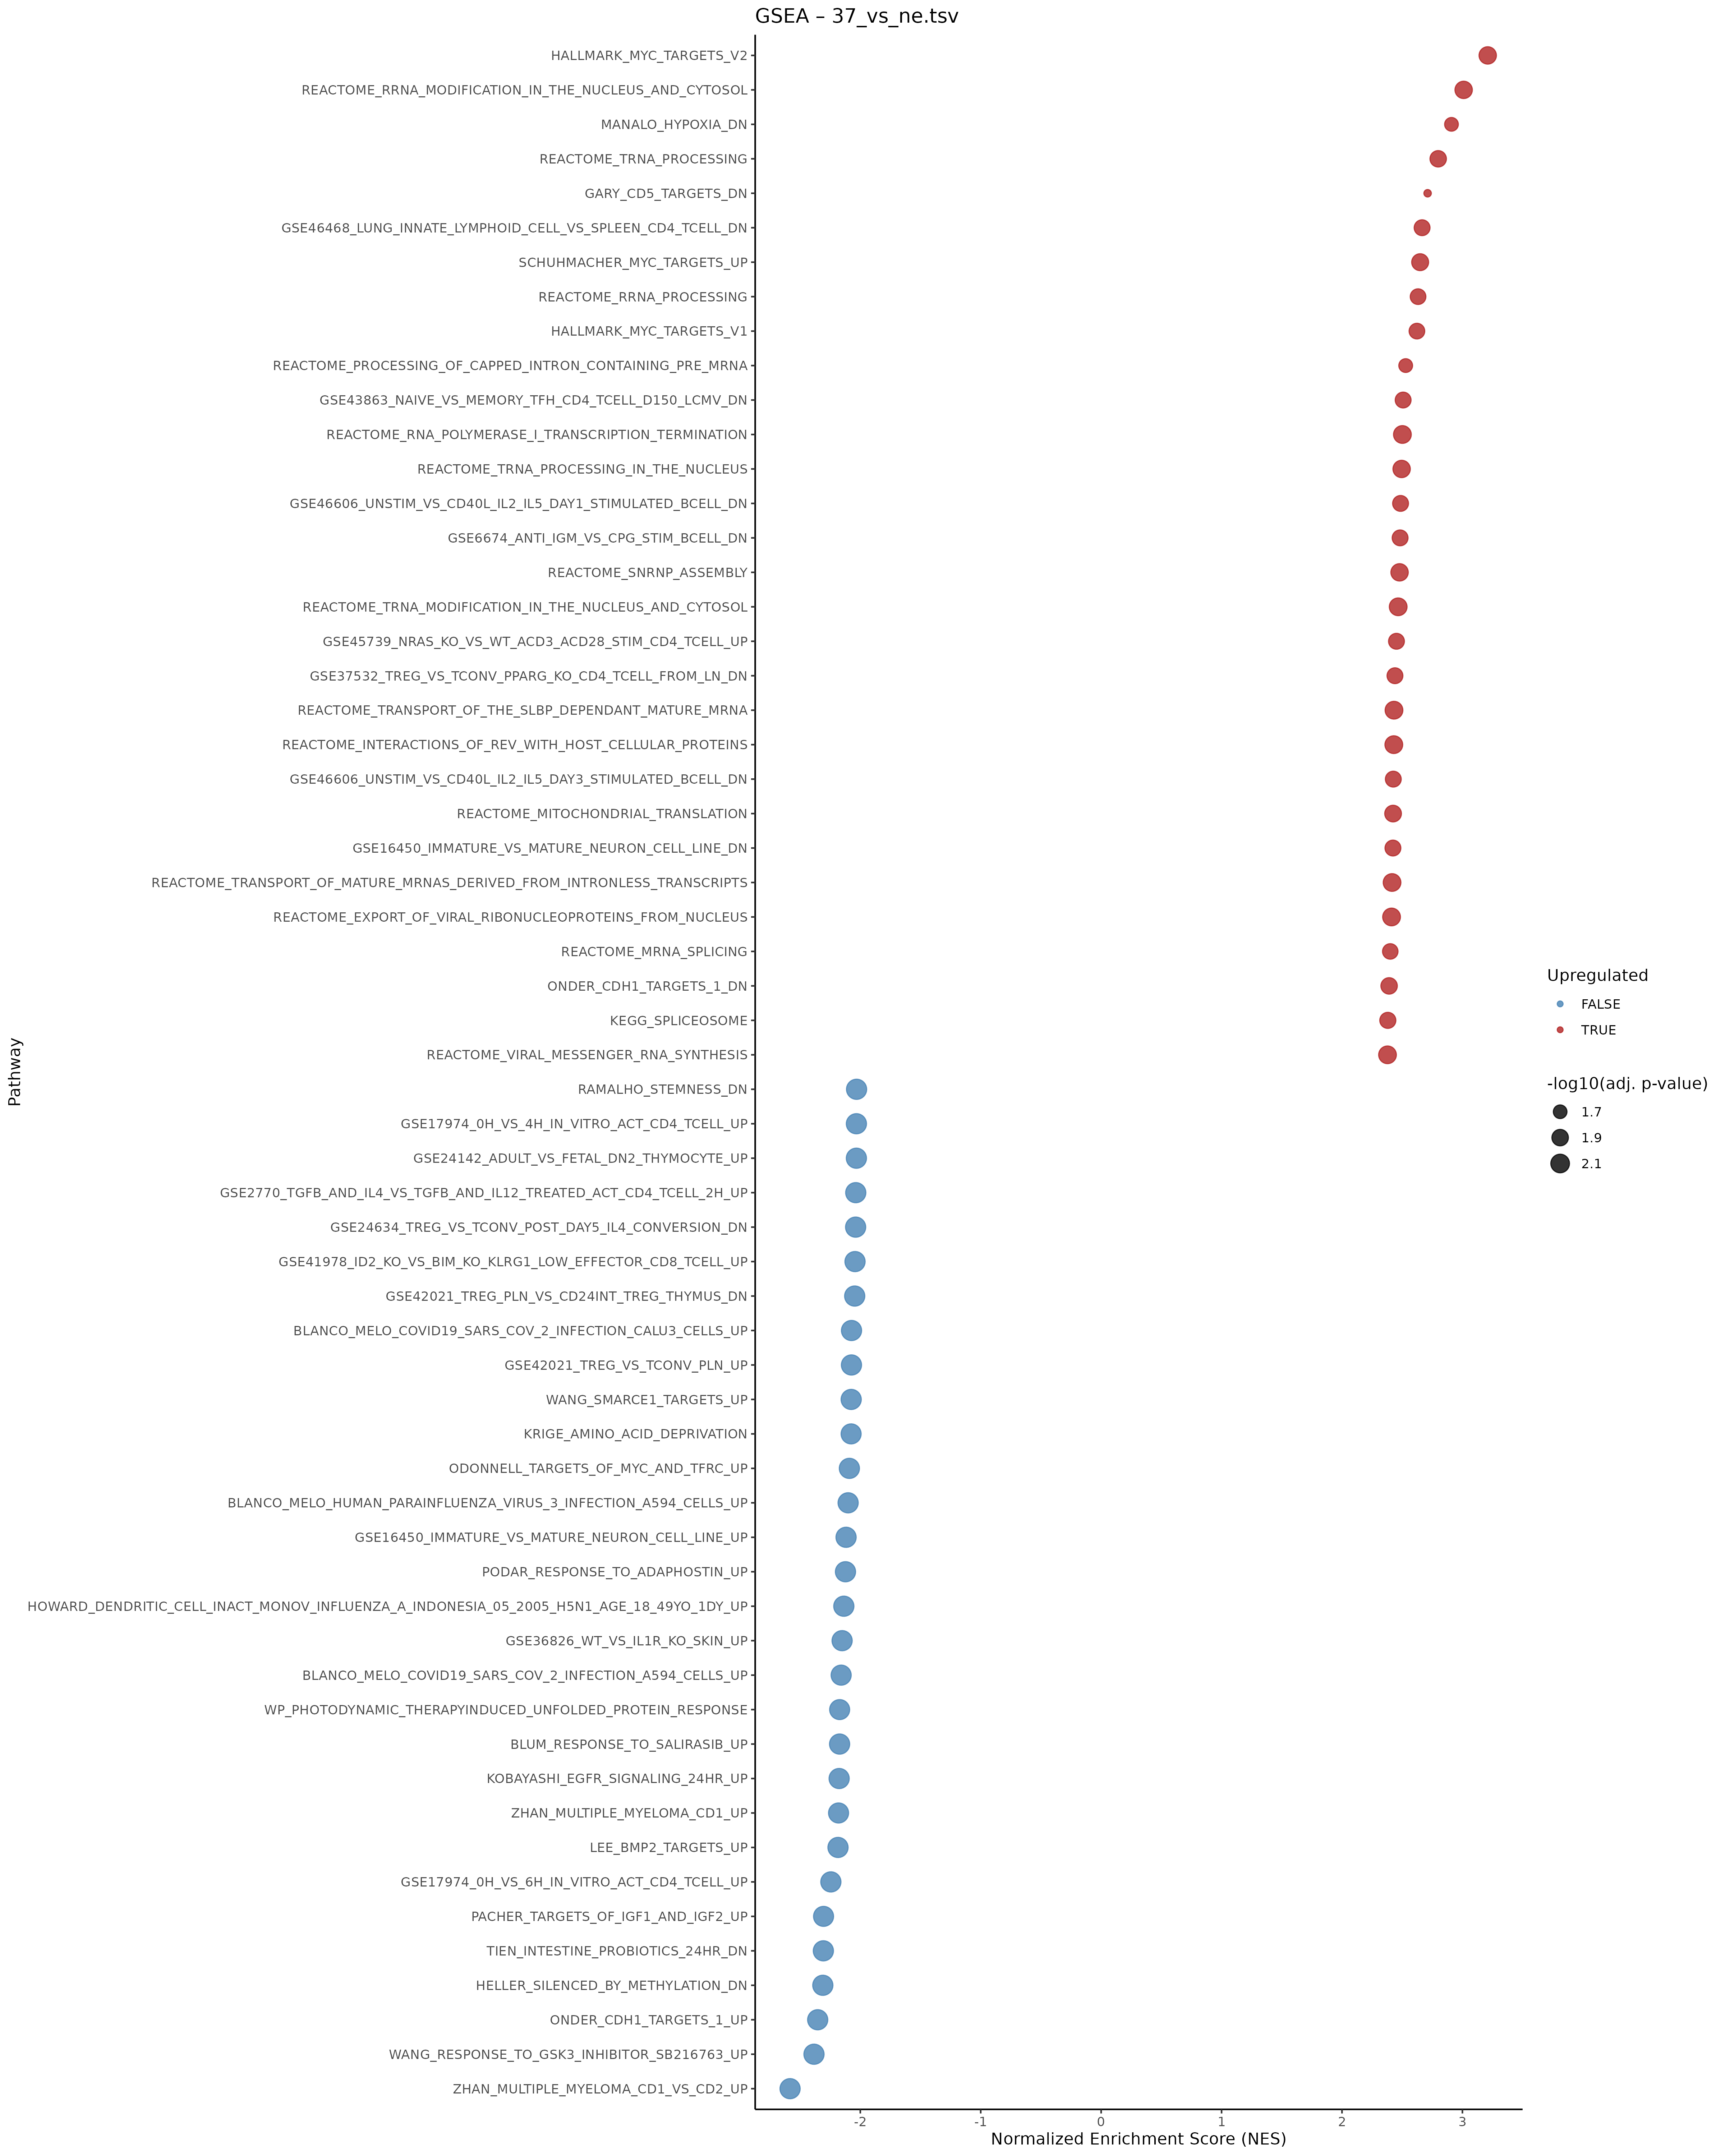 GSEA – 37_vs_ne.tsv
HALLMARK_MYC_TARGETS_V2
REACTOME_RRNA_MODIFICATION_IN_THE_NUCLEUS_AND_CYTOSOL
MANALO_HYPOXIA_DN
REACTOME_TRNA_PROCESSING
GARY_CD5_TARGETS_DN
GSE46468_LUNG_INNATE_LYMPHOID_CELL_VS_SPLEEN_CD4_TCELL_DN
SCHUHMACHER_MYC_TARGETS_UP
REACTOME_RRNA_PROCESSING
HALLMARK_MYC_TARGETS_V1
REACTOME_PROCESSING_OF_CAPPED_INTRON_CONTAINING_PRE_MRNA
GSE43863_NAIVE_VS_MEMORY_TFH_CD4_TCELL_D150_LCMV_DN
REACTOME_RNA_POLYMERASE_I_TRANSCRIPTION_TERMINATION
REACTOME_TRNA_PROCESSING_IN_THE_NUCLEUS
GSE46606_UNSTIM_VS_CD40L_IL2_IL5_DAY1_STIMULATED_BCELL_DN
GSE6674_ANTI_IGM_VS_CPG_STIM_BCELL_DN
REACTOME_SNRNP_ASSEMBLY
REACTOME_TRNA_MODIFICATION_IN_THE_NUCLEUS_AND_CYTOSOL
GSE45739_NRAS_KO_VS_WT_ACD3_ACD28_STIM_CD4_TCELL_UP
GSE37532_TREG_VS_TCONV_PPARG_KO_CD4_TCELL_FROM_LN_DN
REACTOME_TRANSPORT_OF_THE_SLBP_DEPENDANT_MATURE_MRNA
REACTOME_INTERACTIONS_OF_REV_WITH_HOST_CELLULAR_PROTEINS
GSE46606_UNSTIM_VS_CD40L_IL2_IL5_DAY3_STIMULATED_BCELL_DN
REACTOME_MITOCHONDRIAL_TRANSLATION
GSE16450_IMMATURE_VS_MATURE_NEURON_CELL_LINE_DN
REACTOME_TRANSPORT_OF_MATURE_MRNAS_DERIVED_FROM_INTRONLESS_TRANSCRIPTS
REACTOME_EXPORT_OF_VIRAL_RIBONUCLEOPROTEINS_FROM_NUCLEUS
REACTOME_MRNA_SPLICING
ONDER_CDH1_TARGETS_1_DN
KEGG_SPLICEOSOME
REACTOME_VIRAL_MESSENGER_RNA_SYNTHESIS
RAMALHO_STEMNESS_DN
GSE17974_0H_VS_4H_IN_VITRO_ACT_CD4_TCELL_UP
GSE24142_ADULT_VS_FETAL_DN2_THYMOCYTE_UP
GSE2770_TGFB_AND_IL4_VS_TGFB_AND_IL12_TREATED_ACT_CD4_TCELL_2H_UP
GSE24634_TREG_VS_TCONV_POST_DAY5_IL4_CONVERSION_DN
GSE41978_ID2_KO_VS_BIM_KO_KLRG1_LOW_EFFECTOR_CD8_TCELL_UP
GSE42021_TREG_PLN_VS_CD24INT_TREG_THYMUS_DN
BLANCO_MELO_COVID19_SARS_COV_2_INFECTION_CALU3_CELLS_UP
GSE42021_TREG_VS_TCONV_PLN_UP
WANG_SMARCE1_TARGETS_UP
KRIGE_AMINO_ACID_DEPRIVATION
ODONNELL_TARGETS_OF_MYC_AND_TFRC_UP
BLANCO_MELO_HUMAN_PARAINFLUENZA_VIRUS_3_INFECTION_A594_CELLS_UP
GSE16450_IMMATURE_VS_MATURE_NEURON_CELL_LINE_UP
PODAR_RESPONSE_TO_ADAPHOSTIN_UP
HOWARD_DENDRITIC_CELL_INACT_MONOV_INFLUENZA_A_INDONESIA_05_2005_H5N1_AGE_18_49YO_1DY_UP
GSE36826_WT_VS_IL1R_KO_SKIN_UP
BLANCO_MELO_COVID19_SARS_COV_2_INFECTION_A594_CELLS_UP
WP_PHOTODYNAMIC_THERAPYINDUCED_UNFOLDED_PROTEIN_RESPONSE
BLUM_RESPONSE_TO_SALIRASIB_UP
KOBAYASHI_EGFR_SIGNALING_24HR_UP
ZHAN_MULTIPLE_MYELOMA_CD1_UP
LEE_BMP2_TARGETS_UP
GSE17974_0H_VS_6H_IN_VITRO_ACT_CD4_TCELL_UP
PACHER_TARGETS_OF_IGF1_AND_IGF2_UP
TIEN_INTESTINE_PROBIOTICS_24HR_DN
HELLER_SILENCED_BY_METHYLATION_DN
ONDER_CDH1_TARGETS_1_UP
WANG_RESPONSE_TO_GSK3_INHIBITOR_SB216763_UP
ZHAN_MULTIPLE_MYELOMA_CD1_VS_CD2_UP
-2 -1 0 1 2 3
Normalized Enrichment Score (NES)
Pathway
Upregulated
FALSE
TRUE
-log10(adj. p-value)
1.7
1.9
2.1